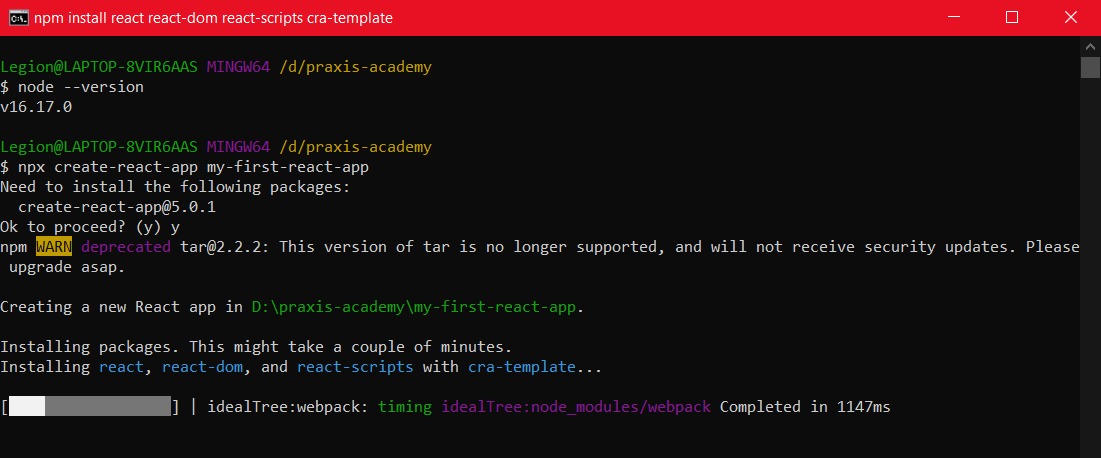 npm install react react-dom react-scripts cra-template
Legion@LAPTOP-8VIR6AAS MINGW64 /d/praxis-academy
$ node --version
v16.17.0
Legion@LAPTOP-8VIR6AAS MINGW64 /d/praxis-academy
$ npx create-react-app my-first-react-app
Need to install the following packages:
  create-react-app@5.0.1
Ok to proceed? (y) y
npm WARN deprecated tar@2.2.2: This version of tar is no longer supported, and will not receive security updates. Please
 upgrade asap.
Creating a new React app in D:\praxis-academy\my-first-react-app.
Installing packages. This might take a couple of minutes.
Installing react, react-dom, and react-scripts with cra-template...
[                  ] | idealTree:webpack: timing idealTree:node_modules/webpack Completed in 1147ms